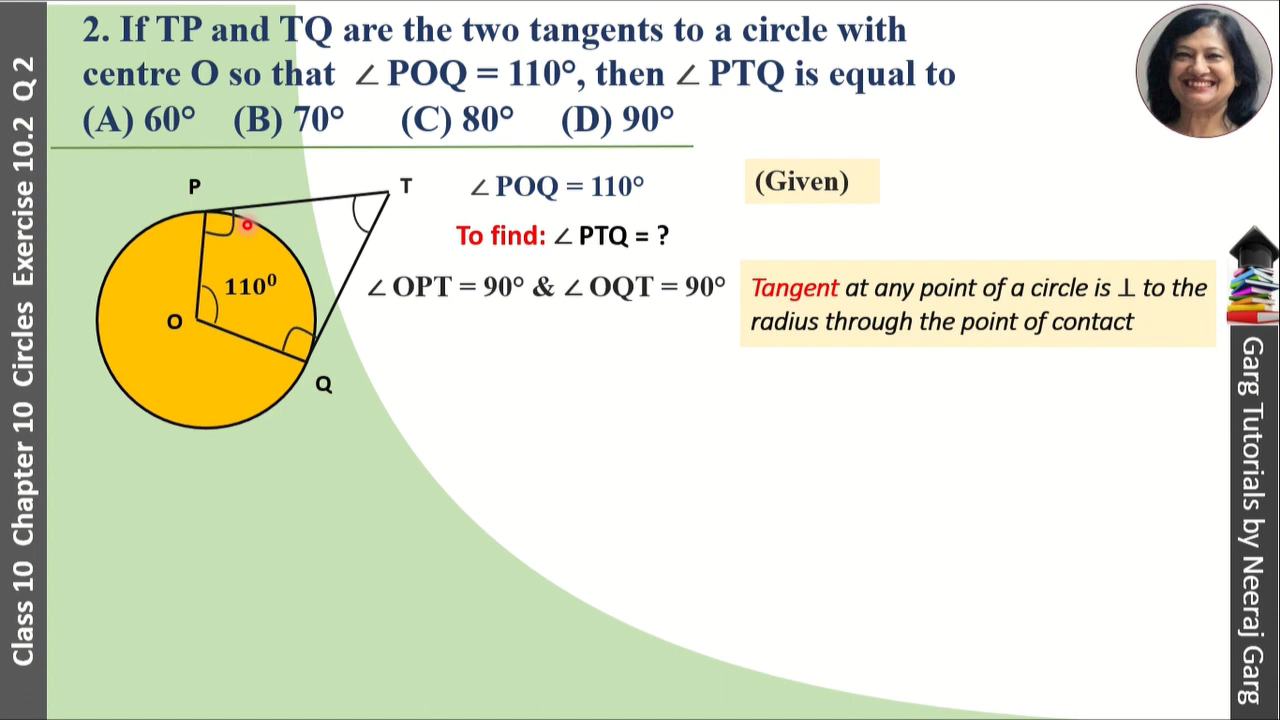 2. If TP and TQ are the two tangents to a circle with
centre O so that ∠ POQ = 110°, then ∠ PTQ is equal to
(A) 60° (B) 70° (C) 80° (D) 90°
P
T
110⁰
O
Q
∠ POQ = 110°
(Given)
To find: ∠ PTQ = ?
∠ OPT = 90° & ∠ OQT = 90°
Tangent at any point of a circle is ⊥ to the
radius through the point of contact
Class 10 Chapter 10 Circles Exercise 10.2 Q 2
Garg Tutorials by Neeraj Garg